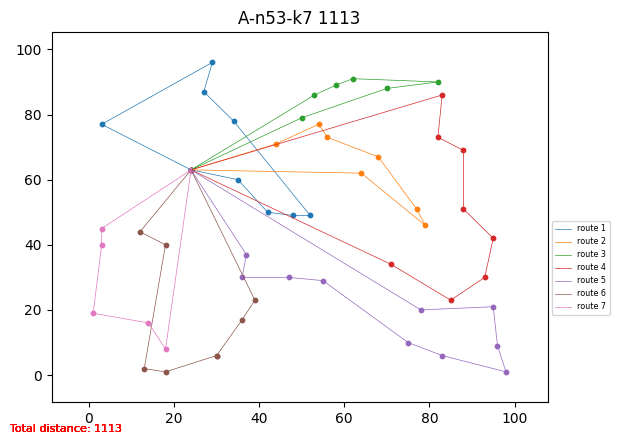 A-n53-k7 1113
100
80
60
40
20
0
0 20 40 60 80 100
route 1
route 2
route 3
route 4
route 5
route 6
route 7
Total distance: 1113